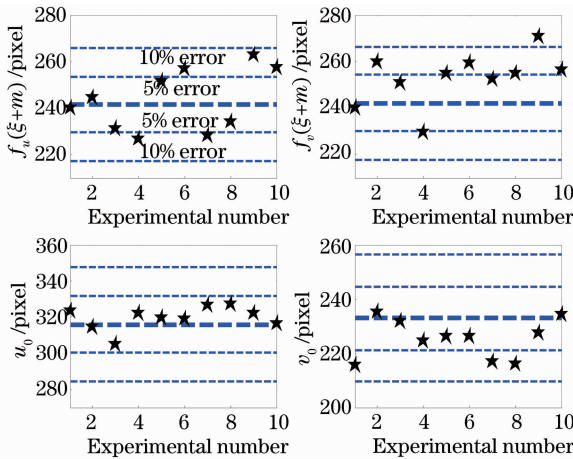 280
260
240
220
f_u(ξ+m) /pixel
10% error
5% error
5% error
10% error
2 4 6 8 10
Experimental number
280
260
240
220
f_v(ξ+m) /pixel
2 4 6 8 10
Experimental number
360
340
320
300
280
u_0 /pixel
2 4 6 8 10
Experimental number
260
240
220
200
v_0 /pixel
2 4 6 8 10
Experimental number